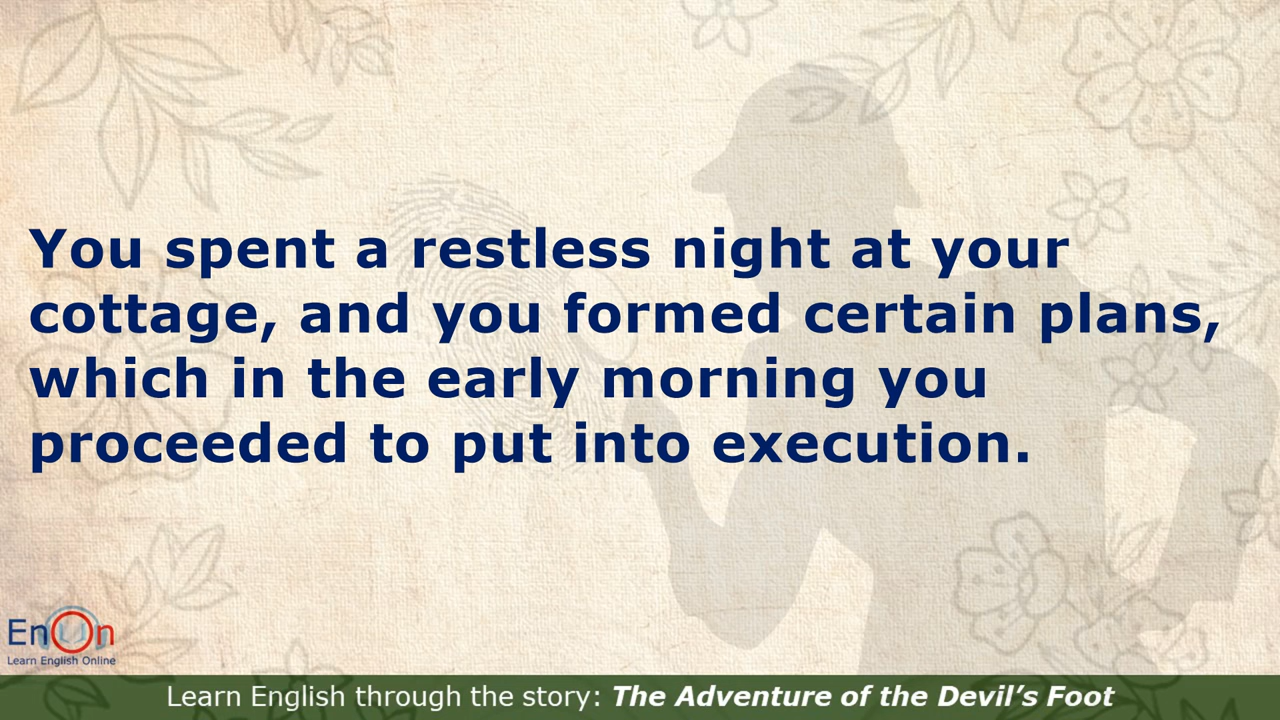 You spent a restless night at your
cottage, and you formed certain plans,
which in the early morning you
proceeded to put into execution.
EnOn
Learn English Online
Learn English through the story: The Adventure of the Devil’s Foot